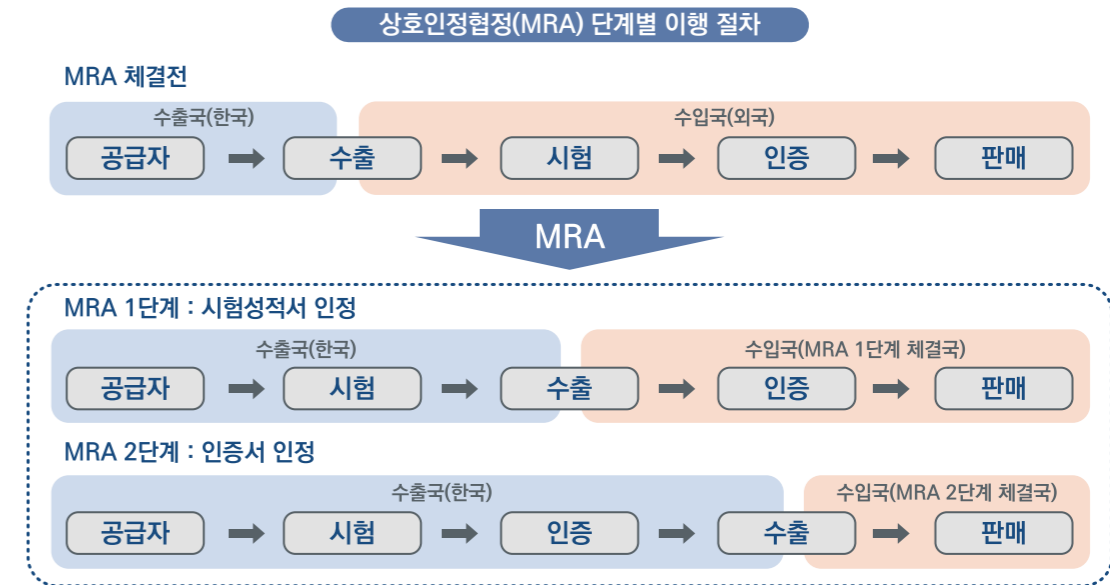 상호인정협정(MRA) 단계별 이행 절차
MRA 체결전
수출국(한국) 수입국(외국)
공급자 수출 시험 인증 판매
MRA
MRA 1단계 : 시험성적서 인정
수출국(한국) 수입국(MRA 1단계 체결국)
공급자 시험 수출 인증 판매
MRA 2단계 : 인증서 인정
수출국(한국) 수입국(MRA 2단계 체결국)
공급자 시험 인증 수출 판매